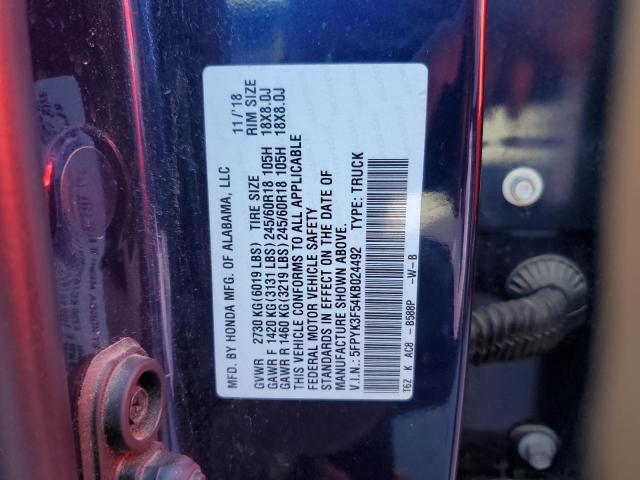 MFD. BY HONDA MFG. OF ALABAMA, LLC 11/'18
GVWR 2730 KG (6019 LBS) TIRE SIZE RIM SIZE
GAWR F 1420 KG (3131 LBS) 245/60R18 105H 18X8.0J
GAWR R 1460 KG (3219 LBS) 245/60R18 105H 18X8.0J
THIS VEHICLE CONFORMS TO ALL APPLICABLE
FEDERAL MOTOR VEHICLE SAFETY
STANDARDS IN EFFECT ON THE DATE OF
MANUFACTURE SHOWN ABOVE.
V.I.N.: 5FPYK3F54KB024492 TYPE: TRUCK
T6Z K AC8 - B588P -W-B